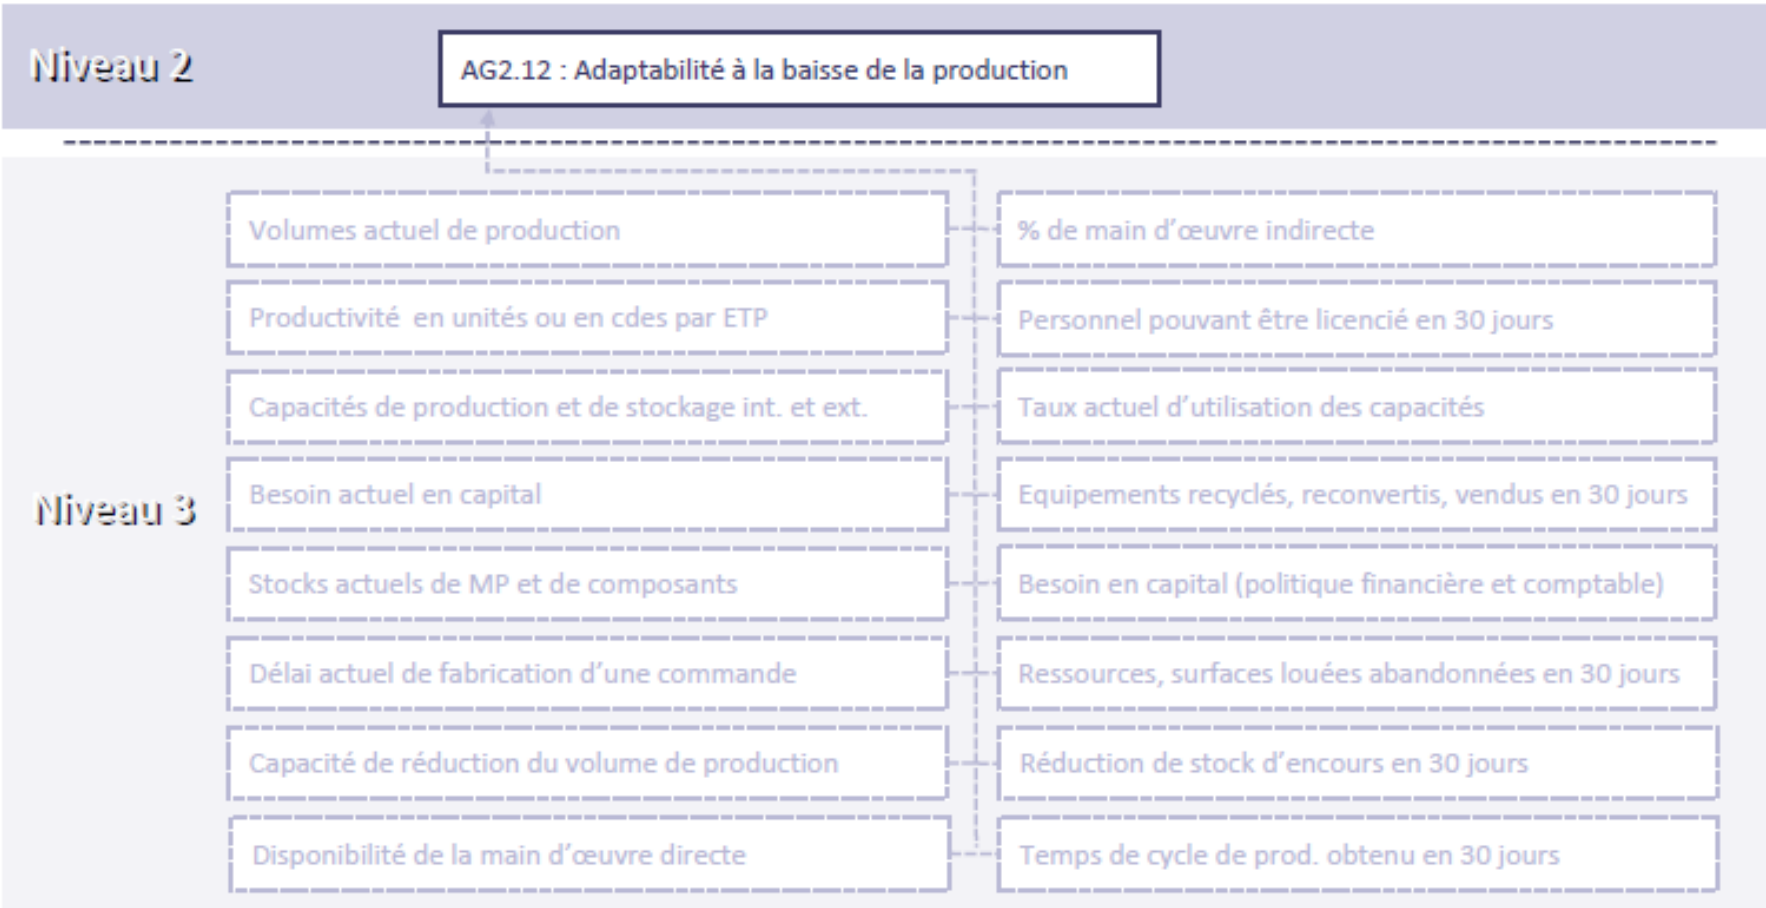 Niveau 2
AG2.12 : Adaptabilité à la baisse de la production
Volumes actuel de production
% de main d'œuvre indirecte
Productivité en unités ou en cdes par ETP
Personnel pouvant être licencié en 30 jours
Capacités de production et de stockage int. et ext.
Taux actuel d'utilisation des capacités
Niveau 3
Besoin actuel en capital
Equipements recyclés, reconvertis, vendus en 30 jours
Stocks actuels de MP et de composants
Besoin en capital (politique financière et comptable)
Délai actuel de fabrication d'une commande
Ressources, surfaces louées abandonnées en 30 jours
Capacité de réduction du volume de production
Réduction de stock d'encours en 30 jours
Disponibilité de la main d'œuvre directe
Temps de cycle de prod. obtenu en 30 jours